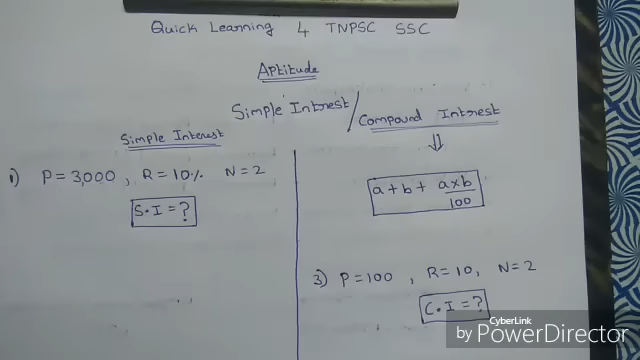 Quick Learning 4 TNPSC SSC
Aptitude
Simple Interest / Compound Interest
Simple Interest
1) P = 3,000 , R = 10% N = 2
S.I = ?
⇓
a + b + a×b/100
3) P = 100 , R = 10, N = 2
C.I = ?
CyberLink
by PowerDirector